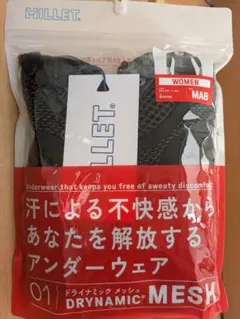 MILLET
WOMEN
MAB
MILLET
Underwear that keeps you free of sweaty discomfort
汗による不快感から
あなたを解放する
アンダーウェア
01
ドライナミック メッシュ
DRYNAMIC® MESH